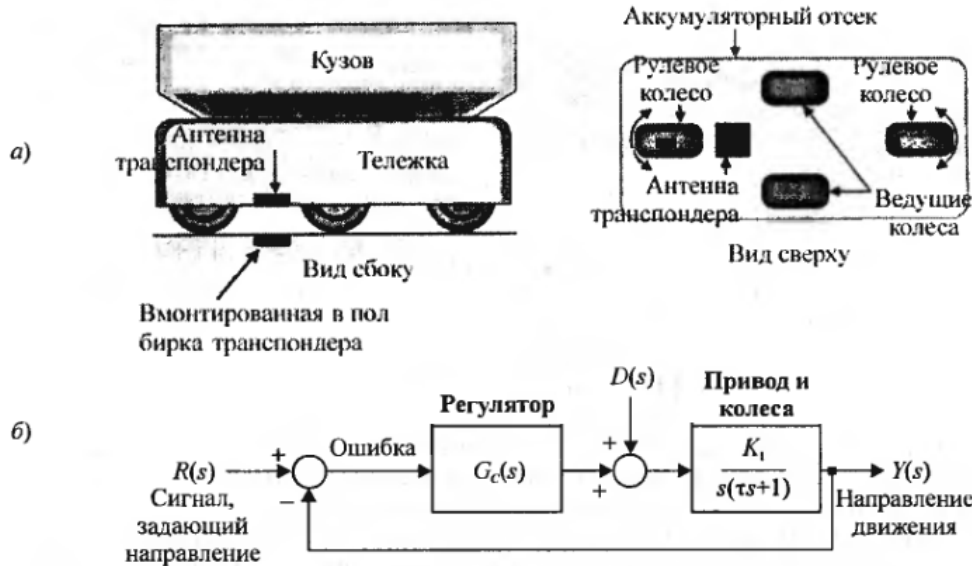 а)
Кузов
Антенна
транспондера
Тележка
Вид сбоку
Вмонтированная в пол
бирка транспондера
Аккумуляторный отсек
Рулевое
колесо
Рулевое
колесо
Антенна
транспондера
Ведущие
колеса
Вид сверху
б)
R(s)
Сигнал,
задающий
направление
+
−
Ошибка
Регулятор
G_C(s)
D(s)
+
+
Привод и
колеса
K_1
s(τs+1)
Y(s)
Направление
движения